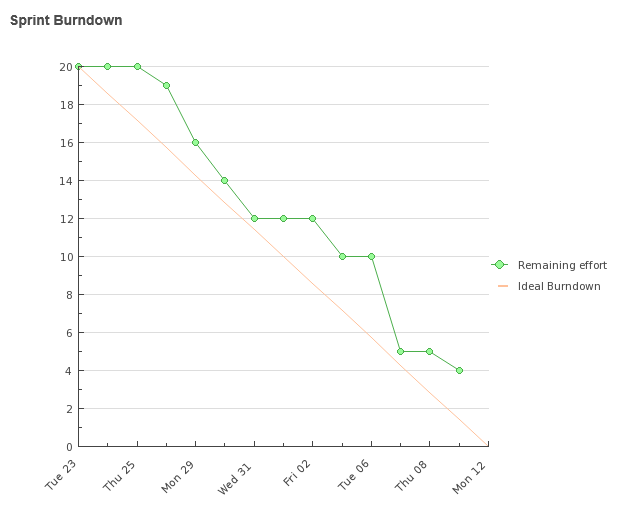 Sprint Burndown
20
18
16
14
12
10
8
6
4
2
0
Tue 23
Thu 25
Mon 29
Wed 31
Fri 02
Tue 06
Thu 08
Mon 12
Remaining effort
Ideal Burndown